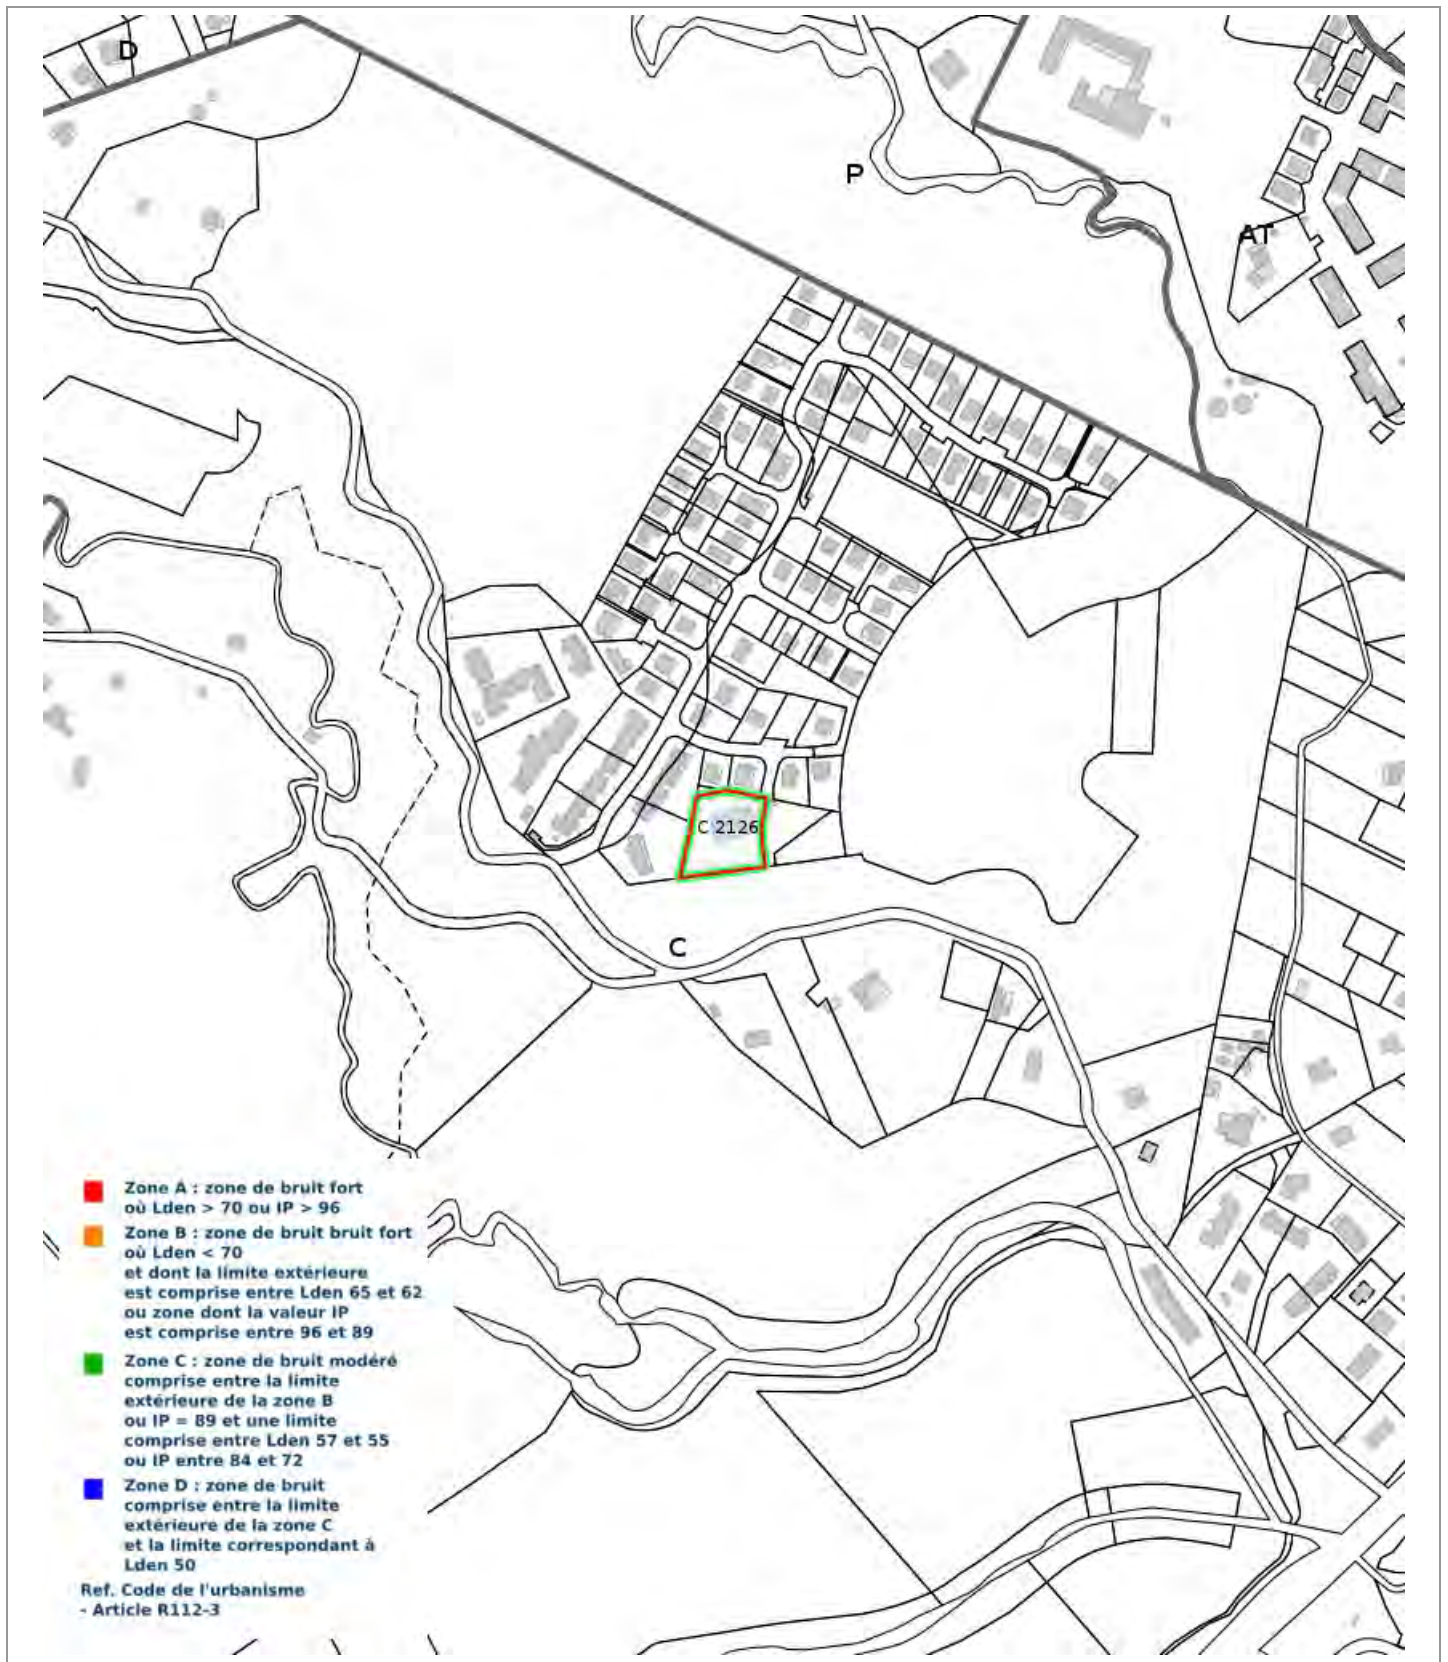 D
P
AT
C 2126
C
Zone A : zone de bruit fort
où Lden > 70 ou IP > 96
Zone B : zone de bruit bruit fort
où Lden < 70
et dont la limite extérieure
est comprise entre Lden 65 et 62
ou zone dont la valeur IP
est comprise entre 96 et 89
Zone C : zone de bruit modéré
comprise entre la limite
extérieure de la zone B
ou IP = 89 et une limite
comprise entre Lden 57 et 55
ou IP entre 84 et 72
Zone D : zone de bruit
comprise entre la limite
extérieure de la zone C
et la limite correspondant à
Lden 50
Ref. Code de l'urbanisme
- Article R112-3